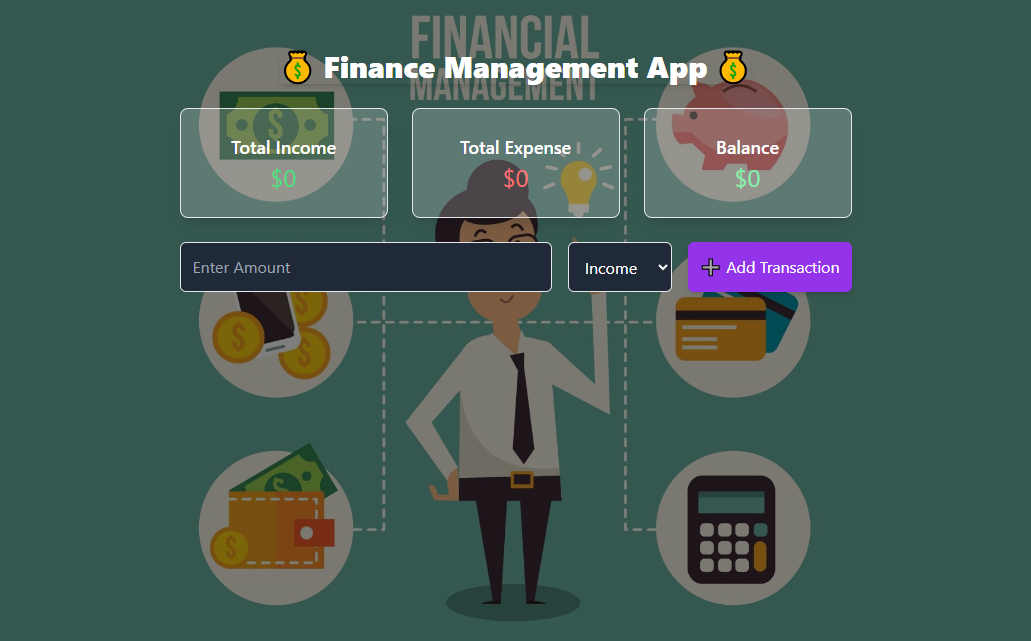 FINANCIAL
MANAGEMENT
💰 Finance Management App 💰
Total Income
$0
Total Expense
$0
Balance
$0
Enter Amount
Income
➕ Add Transaction